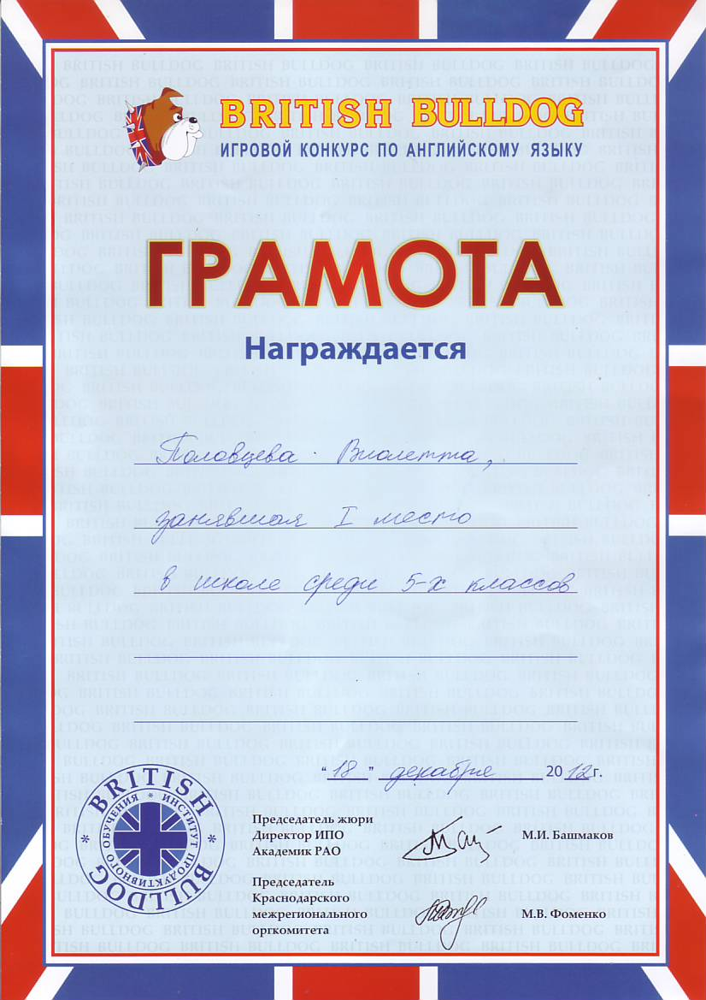 BRITISH BULLDOG
ИГРОВОЙ КОНКУРС ПО АНГЛИЙСКОМУ ЯЗЫКУ
ГРАМОТА
Награждается
Половцева Виолетта,
занявшая I место
в школе среди 5-х классов
"18" декабря 2012г.
BRITISH BULLDOG
ИНСТИТУТ ПРОДУКТИВНОГО ОБУЧЕНИЯ
Председатель жюри
Директор ИПО М.И. Башмаков
Академик РАО
Председатель
Краснодарского
межрегионального М.В. Фоменко
оргкомитета